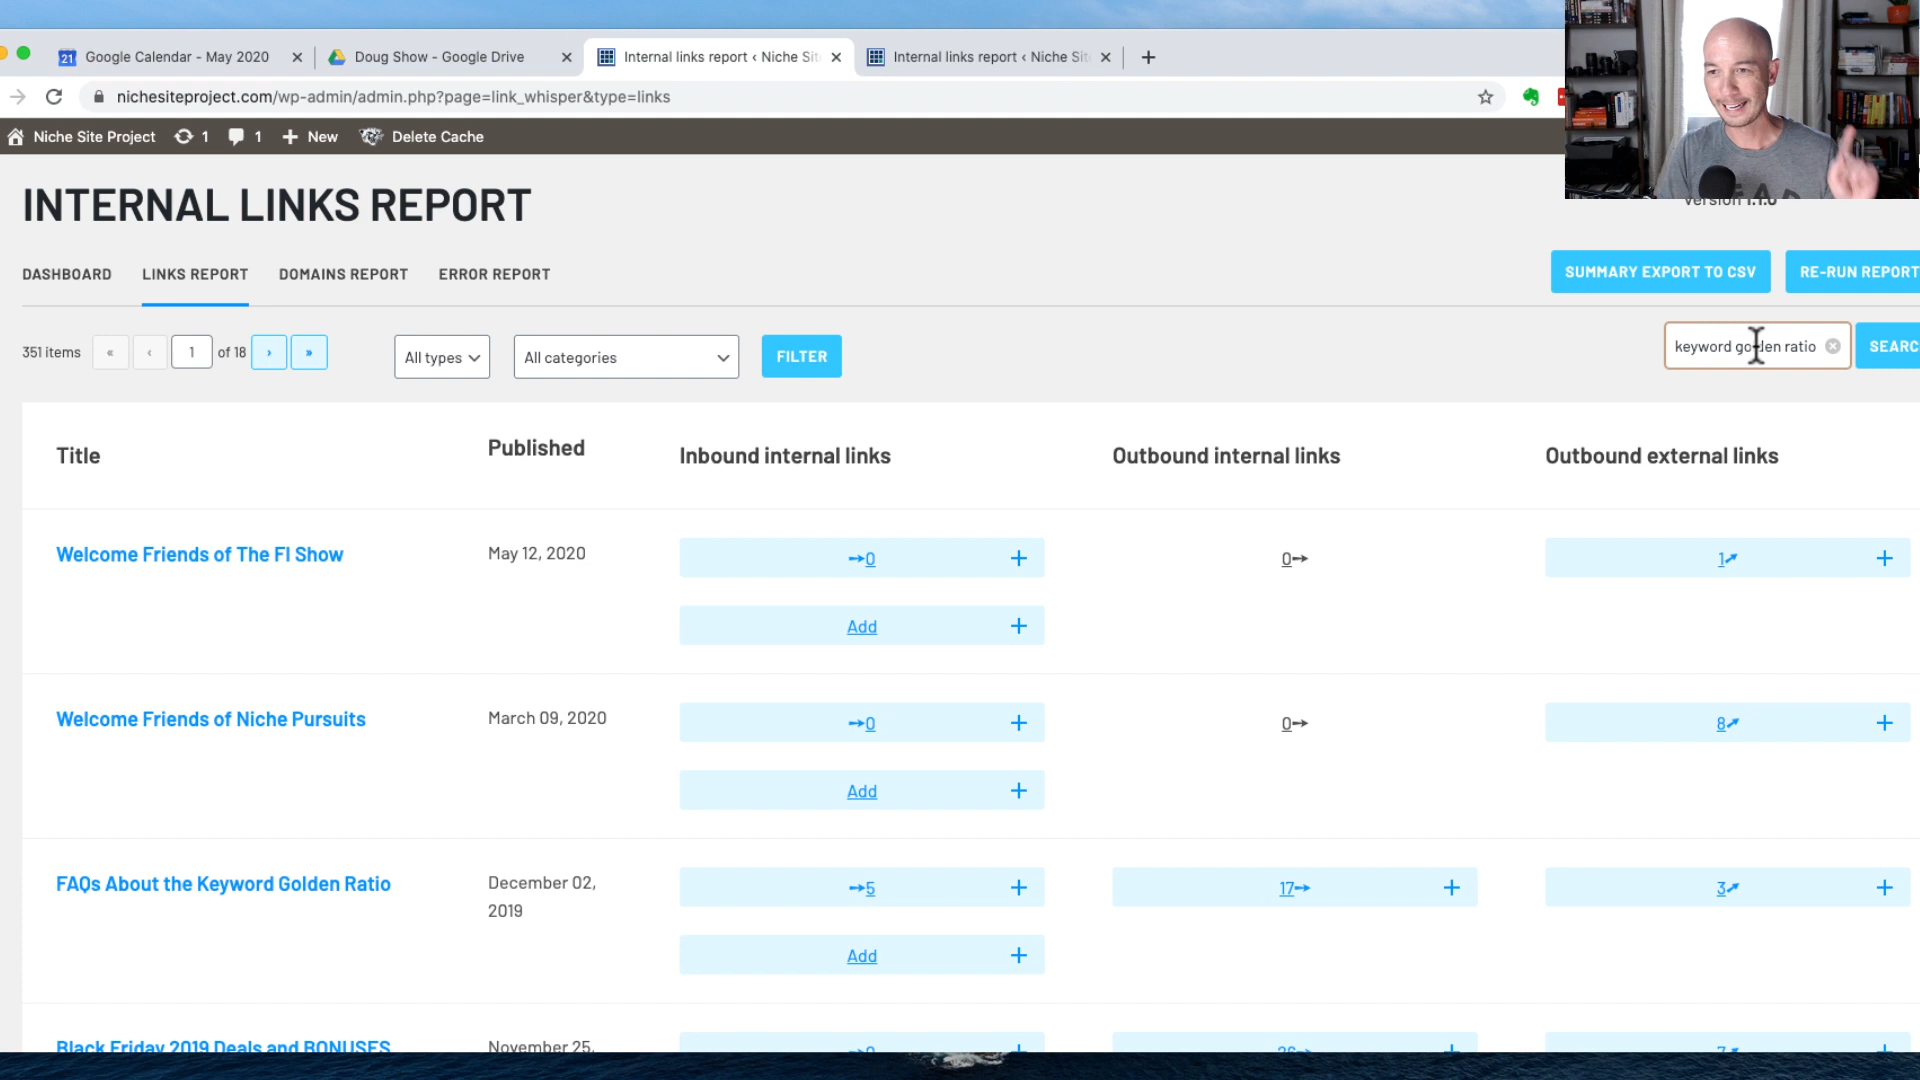 21 Google Calendar - May 2020
Doug Show - Google Drive
Internal links report ‹ Niche Sit
Internal links report ‹ Niche Sit
nichesiteproject.com/wp-admin/admin.php?page=link_whisper&type=links
Niche Site Project 1 1 New Delete Cache
INTERNAL LINKS REPORT
DASHBOARD LINKS REPORT DOMAINS REPORT ERROR REPORT
SUMMARY EXPORT TO CSV RE-RUN REPORT
351 items « ‹ 1 of 18 › » All types All categories FILTER
keyword golden ratio SEARC
Title Published Inbound internal links Outbound internal links Outbound external links
Welcome Friends of The FI Show May 12, 2020 0 + 0 1 +
Add +
Welcome Friends of Niche Pursuits March 09, 2020 0 + 0 8 +
Add +
FAQs About the Keyword Golden Ratio December 02, 5 + 17 + 3 +
2019
Add +
Black Friday 2019 Deals and BONUSES November 25,